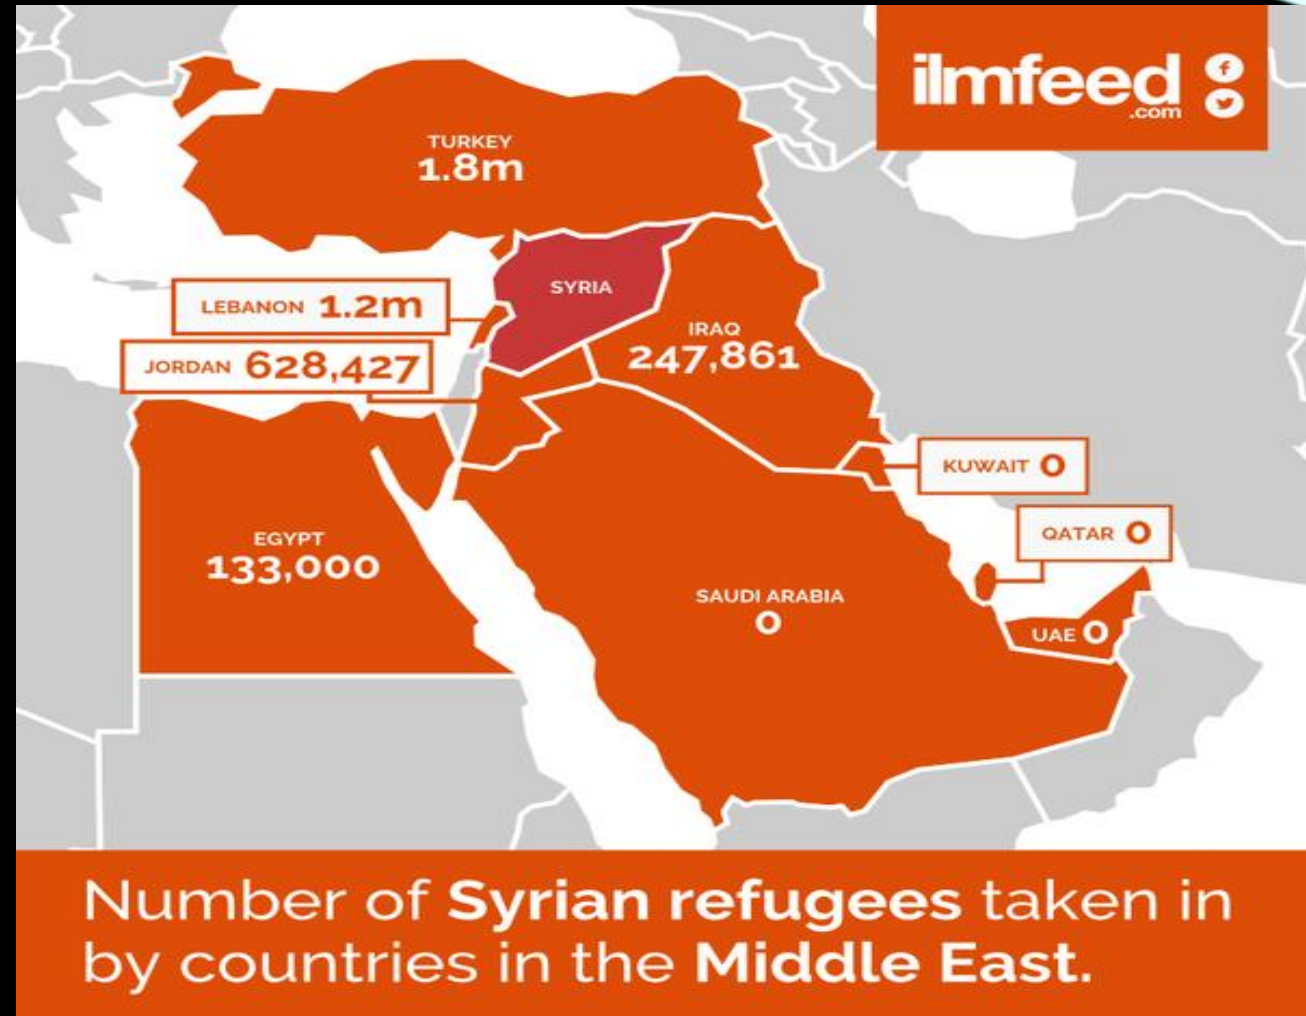 ilmfeed
.com
f
TURKEY
1.8m
SYRIA
LEBANON 1.2m
IRAQ
247,861
JORDAN 628,427
KUWAIT 0
QATAR 0
EGYPT
133,000
SAUDI ARABIA
0
UAE 0
Number of Syrian refugees taken in
by countries in the Middle East.